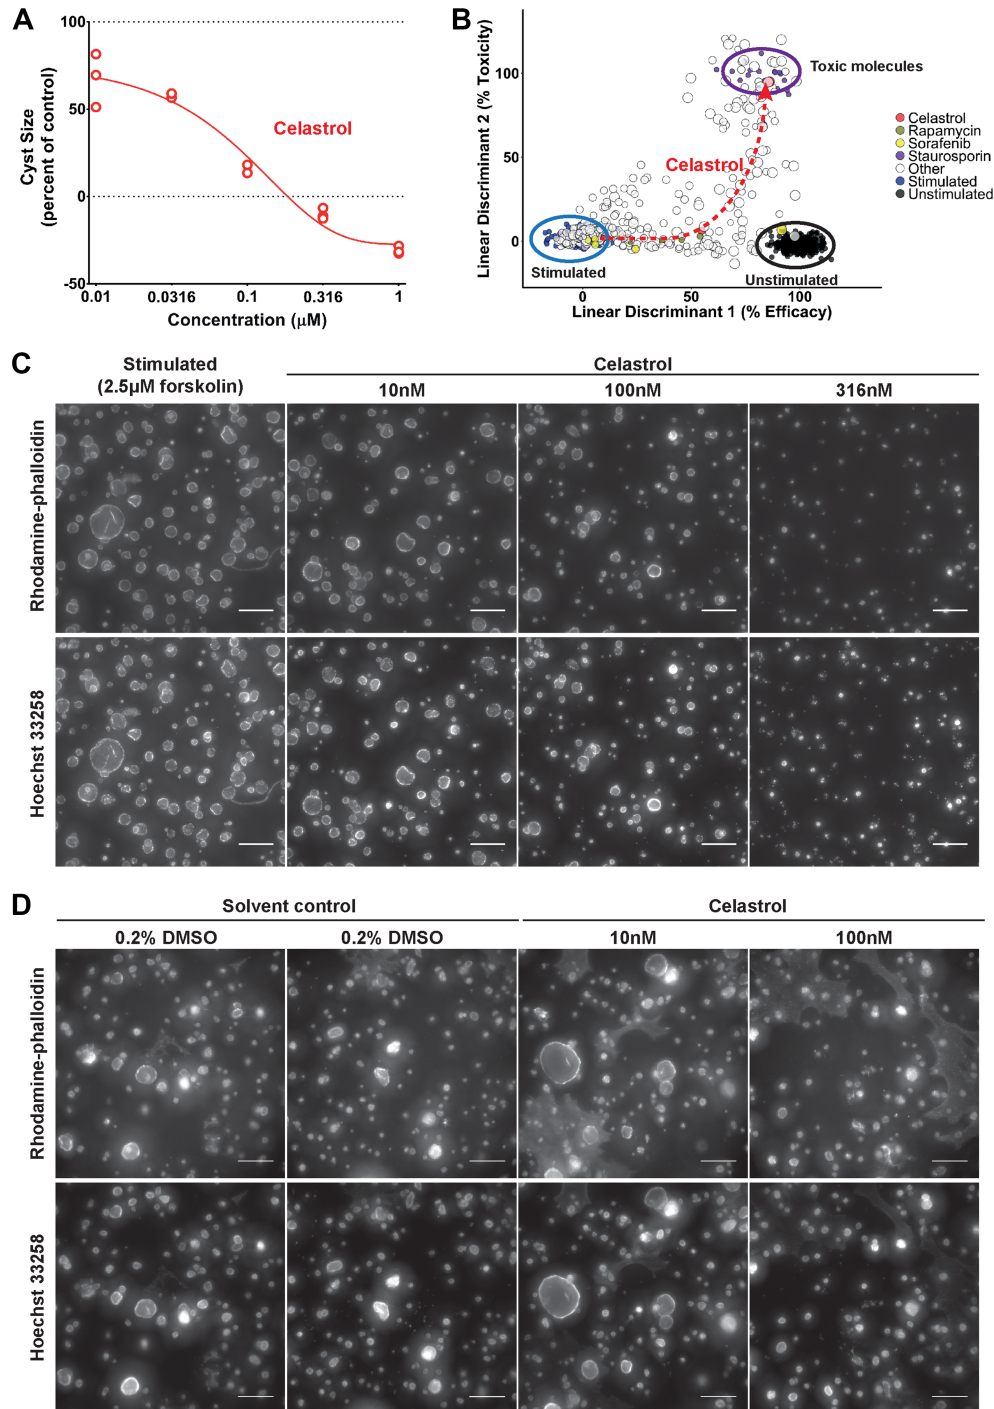 A
100
50
0
-50
Cyst Size
(percent of control)
Celastrol
0.01
0.0316
0.1
0.316
1
Concentration (µM)
B
Linear Discriminant 2 (% Toxicity)
100
50
0
Toxic molecules
Celastrol
Stimulated
Unstimulated
0
50
100
Linear Discriminant 1 (% Efficacy)
Celastrol
Rapamycin
Sorafenib
Staurosporin
Other
Stimulated
Unstimulated
C
Stimulated
(2.5µM forskolin)
Celastrol
10nM
100nM
316nM
Rhodamine-phalloidin
Hoechst 33258
D
Solvent control
Celastrol
0.2% DMSO
0.2% DMSO
10nM
100nM
Rhodamine-phalloidin
Hoechst 33258